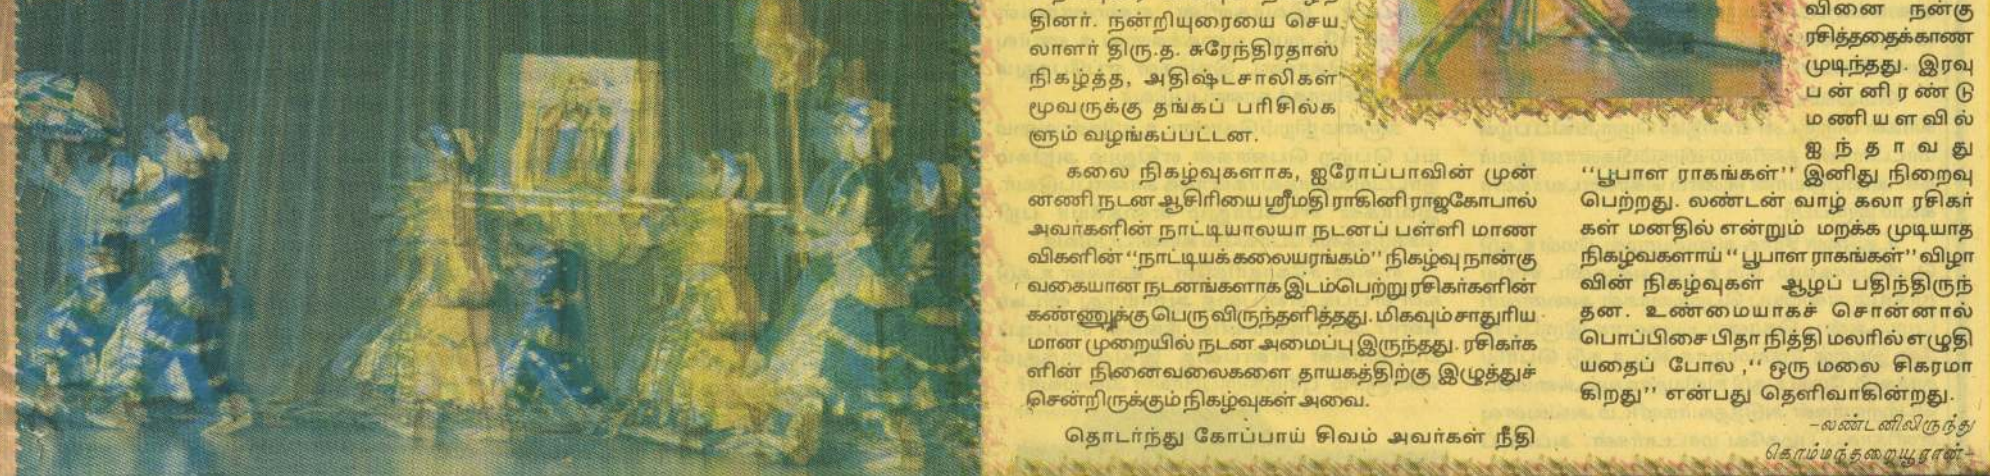 தினர். நன்றியுரையை செய
லாளர் திரு.த. சுரேந்திரதாஸ்
நிகழ்த்த, அதிஷ்டசாலிகள்
மூவருக்கு தங்கப் பரிசில்க
ளும் வழங்கப்பட்டன.
கலை நிகழ்வுகளாக, ஐரோப்பாவின் முன்
னணி நடன ஆசிரியை ஸ்ரீமதி ராகினி ராஜகோபால்
அவர்களின் நாட்டியாலயா நடனப் பள்ளி மாண
விகளின் “நாட்டியக் கலையரங்கம்” நிகழ்வு நான்கு
வகையான நடனங்களாக இடம்பெற்று ரசிகர்களின்
கண்ணுக்கு பெரு விருந்தளித்தது. மிகவும் சாதுரிய
மான முறையில் நடன அமைப்பு இருந்தது. ரசிகர்க
ளின் நினைவலைகளை தாயகத்திற்கு இழுத்துச்
சென்றிருக்கும் நிகழ்வுகள் அவை.
தொடர்ந்து கோப்பாய் சிவம் அவர்கள் நீதி
வினை நன்கு
ரசித்ததைக்காண
முடிந்தது. இரவு
பன்னிரண்டு
மணியளவில்
ஐந்தாவது
“பூபாள ராகங்கள்” இனிது நிறைவு
பெற்றது. லண்டன் வாழ் கலா ரசிகர்
கள் மனதில் என்றும் மறக்க முடியாத
நிகழ்வகளாய் “பூபாள ராகங்கள்” விழா
வின் நிகழ்வுகள் ஆழப் பதிந்திருந்
தன. உண்மையாகச் சொன்னால்
பொப்பிசை பிதா நித்தி மலரில் எழுதி
யதைப் போல ,“ ஒரு மலை சிகரமா
கிறது” என்பது தெளிவாகின்றது.
-லண்டனிலிருந்து
கொம்மந்தறையூரான்-